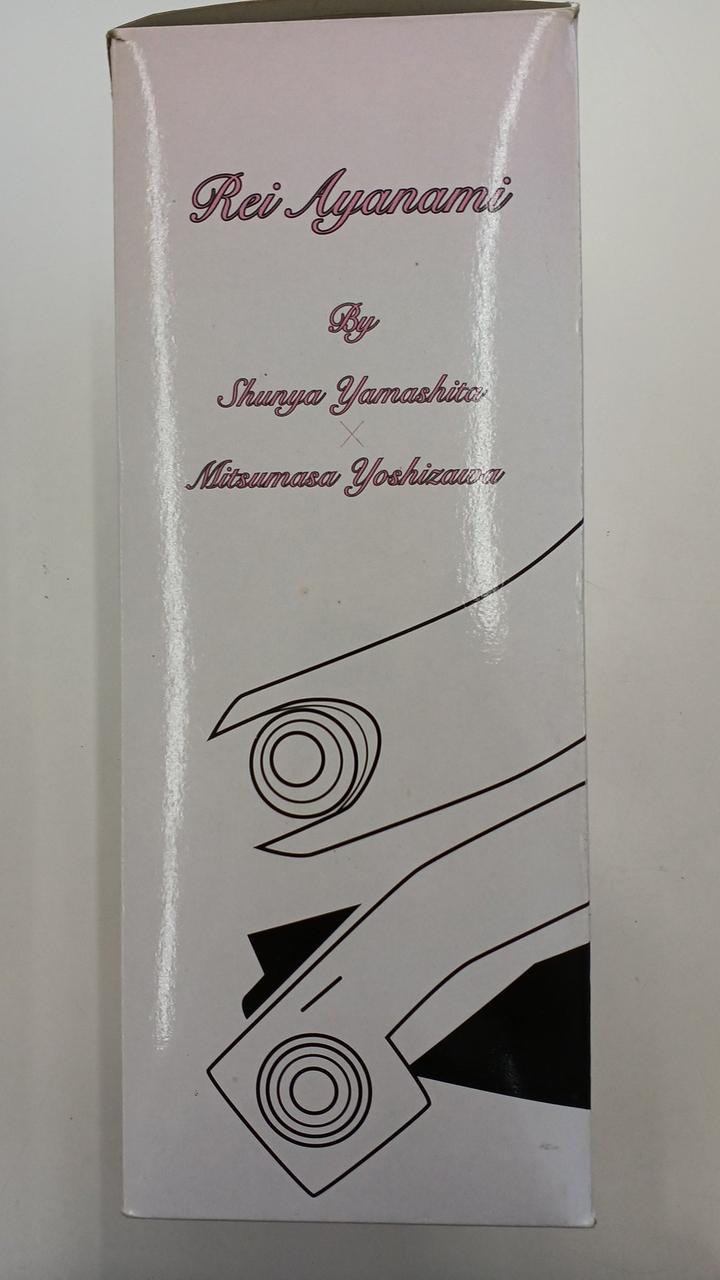 Rei Ayanami
By
Shunya Yamashita
×
Mitsumasa Yoshizawa